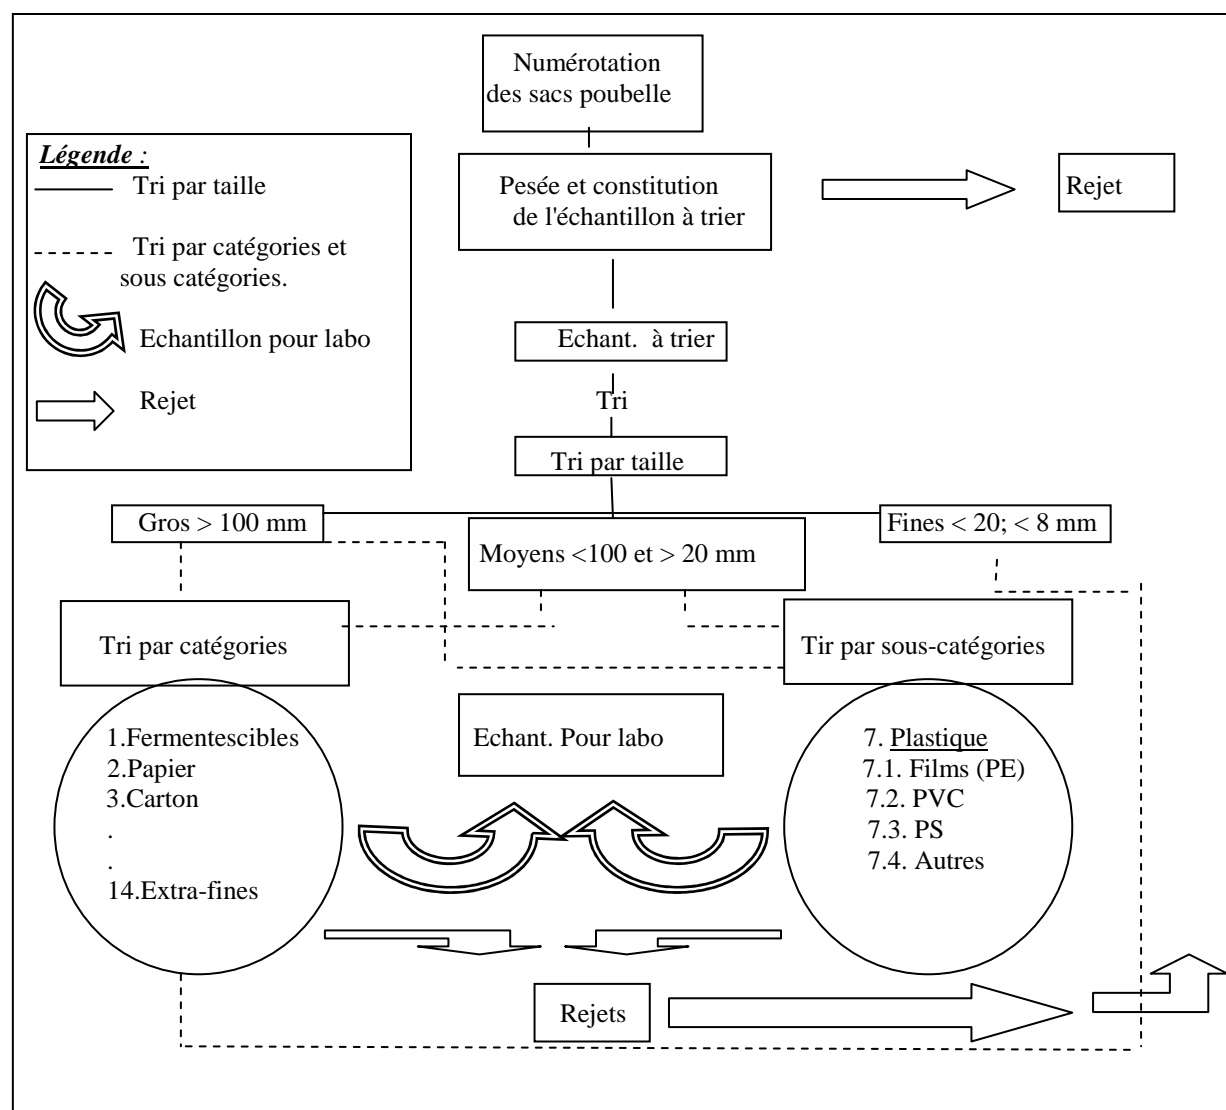 Numérotation
des sacs poubelle
Légende :
Tri par taille
Tri par catégories et
sous catégories.
Echantillon pour labo
Rejet
Pesée et constitution
de l'échantillon à trier
Rejet
Echant. à trier
Tri
Tri par taille
Gros > 100 mm
Moyens <100 et > 20 mm
Fines < 20; < 8 mm
Tri par catégories
Tir par sous-catégories
1.Fermentescibles
2.Papier
3.Carton
.
.
14.Extra-fines
Echant. Pour labo
7. Plastique
7.1. Films (PE)
7.2. PVC
7.3. PS
7.4. Autres
Rejets